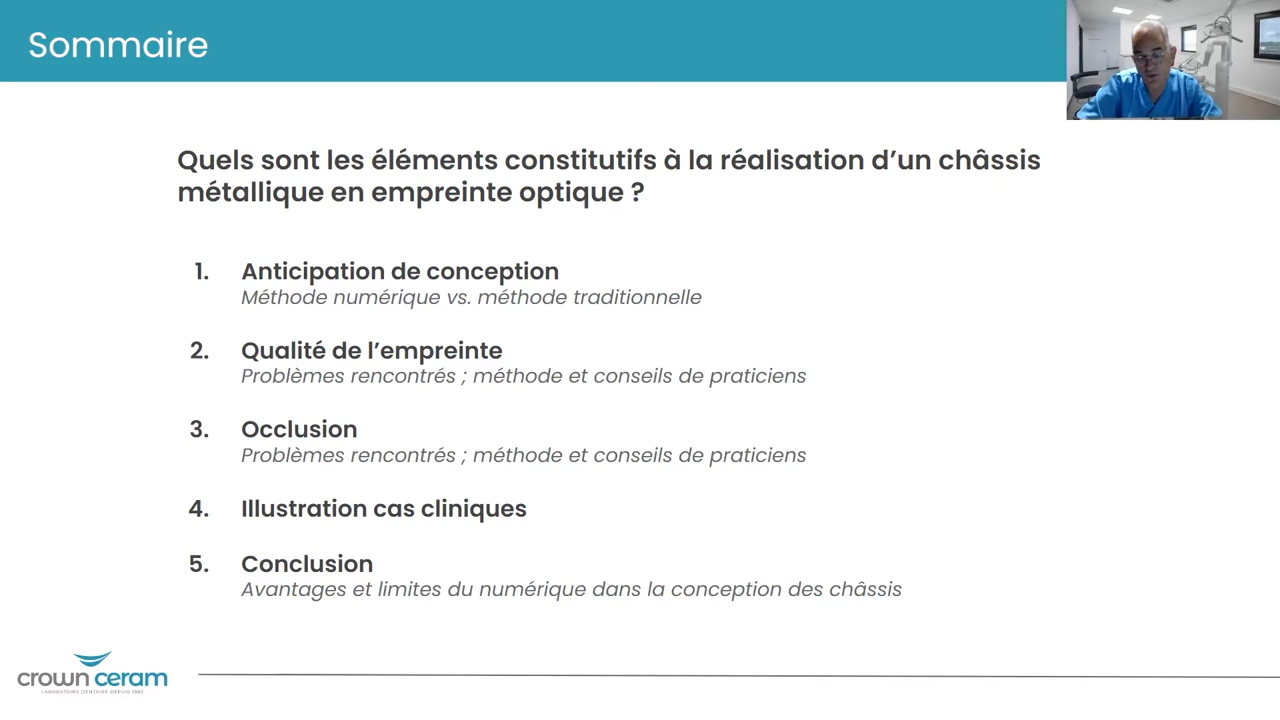 Sommaire
Quels sont les éléments constitutifs à la réalisation d’un châssis
métallique en empreinte optique ?
1. Anticipation de conception
Méthode numérique vs. méthode traditionnelle
2. Qualité de l’empreinte
Problèmes rencontrés ; méthode et conseils de praticiens
3. Occlusion
Problèmes rencontrés ; méthode et conseils de praticiens
4. Illustration cas cliniques
5. Conclusion
Avantages et limites du numérique dans la conception des châssis
crown ceram
LABORATOIRE DENTAIRE DEPUIS